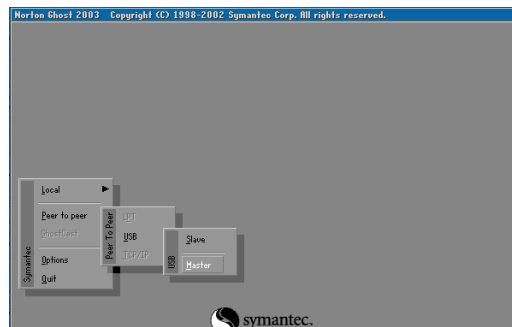 Norton Ghost 2003 Copyright (C) 1998-2002 Symantec Corp. All rights reserved.
Local
Peer to peer
GhostCast
Options
Quit
Symantec
LPT
USB
TCP/IP
Peer To Peer
Slave
Master
USB
symantec.